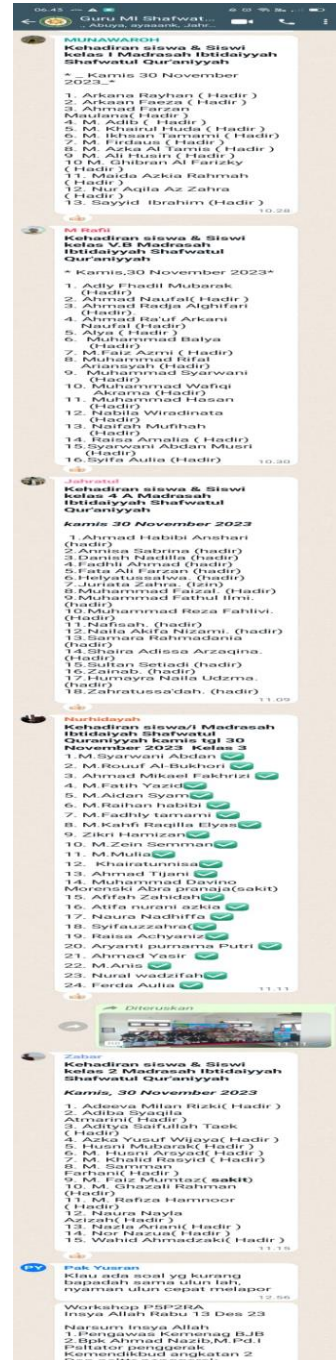 06.43
Guru MI Shafwat...
Abuya, ayaaank, Jahr...
MUNAWAROH
Kehadiran siswa & Siswi
kelas I Madrasah Ibtidaiyyah
Shafwatul Qur'aniyyah
* _ Kamis 30 November
2023_*
1. Arkana Rayhan ( Hadir )
2. Arkaan Faeza ( Hadir )
3. Ahmad Farzan
Maulana( Hadir )
4. M. Adib ( Hadir )
5. M. Khairul Huda ( Hadir )
6. M. Ikhsan Tamami ( Hadir )
7. M. Firdaus ( Hadir )
8. M. Azka Al Tamis ( Hadir )
9 M. Ali Husin ( Hadir )
10 M. Ghibran Al Farizky
( Hadir )
11. Maida Azkia Rahmah
( Hadir )
12. Nur Aqila Az Zahra
( Hadir )
13. Sayyid Ibrahim (Hadir )
10.28
M Rafii
Kehadiran siswa & Siswi
kelas V.B Madrasah
Ibtidaiyyah Shafwatul
Qur'aniyyah
* Kamis,30 November 2023*
1. Adly Fhadil Mubarak
(Hadir)
2. Ahmad Naufal( Hadir )
3. Ahmad Radja Alghifari
(Hadir).
4. Ahmad Ra'uf Arkani
Naufal (Hadir)
5. Alya ( Hadir )
6. Muhammad Balya
(Hadir)
7. M.Faiz Azmi ( Hadir)
8. Muhammad Rifal
Ariansyah (Hadir)
9. Muhammad Syarwani
(Hadir)
10. Muhammad Wafiqi
Akrama (Hadir)
11. Muhammad Hasan
(Hadir)
12. Nabila Wiradinata
(Hadir)
13. Naifah Mufihah
(Hadir)
14. Raisa Amalia ( Hadir)
15.Syarwani Abdan Musri
(Hadir)
16.Syifa Aulia (Hadir)
10.30
Jahratul
Kehadiran siswa & Siswi
kelas 4 A Madrasah
Ibtidaiyyah Shafwatul
Qur'aniyyah
kamis 30 November 2023
1.Ahmad Habibi Anshari
(hadir)
2.Annisa Sabrina (hadir)
3.Danish Nadilla (hadir)
4.Fadhli Ahmad (hadir)
5.Fata Ali Farzan (hadir)
6.Helyatussalwa. (hadir)
7.Juriata Zahra. (Izin)
8.Muhammad Faizal. (Hadir)
9.Muhammad Fathul Ilmi.
(hadir)
10.Muhammad Reza Fahlivi.
(Hadir)
11.Nafisah. (hadir)
12.Naila Akifa Nizami. (hadir)
13.Samara Rahmadania
(hadir)
14.Shaira Adissa Arzaqina.
(Hadir)
15.Sultan Setiadi (hadir)
16.Zainab. (hadir)
17.Humayra Naila Udzma.
(hadir)
18.Zahratussa'dah. (hadir)
11.09
Nurhidayah
Kehadiran siswa/i Madrasah
Ibtidaiyah Shafwatul
Quraniyyah kamis tgl 30
November 2023 Kelas 3
1.M.Syarwani Abdan
2. M.Rouuf Al-Bukhori
3. Ahmad Mikael Fakhrizi
4. M.Fatih Yazid
5. M.Aidan Syam
6. M.Raihan habibi
7. M.Fadhly tamami
8. M.Kahfi Ragilla Elyas
9. Zikri Hamizan
10. M.Zein Semman
11. M.Mulia
12. Khairatunnisa
13. Ahmad Tijani
14. Muhammad Davino
Morenski Abra pranaja(sakit)
15. Afifah Zahidah
16. Atifa nurani azkia
17. Naura Nadhiffa
18. Syifauzzahra(
19. Raisa Achyaniz
20. Aryanti purnama Putri
21. Ahmad Yasir
22. M.Anis
23. Nural wadzifah
24. Ferda Aulia
11.11
Diteruskan
11.11
Zabar
Kehadiran siswa & Siswi
kelas 2 Madrasah Ibtidaiyyah
Shafwatul Qur'aniyyah
Kamis, 30 November 2023
1. Adeeva Milan Rizki( Hadir )
2. Adiba Syaqila
Atmarini( Hadir )
3. Aditya Saifullah Taek
( Hadir )
4. Azka Yusuf Wijaya( Hadir )
5. Husni Mubarak( Hadir )
6. M. Husni Arsyad( Hadir )
7. M. Khalid Rasyid ( Hadir)
8. M. Samman
Farhani( Hadir )
9. M. Faiz Mumtaz( sakit)
10. M. Ghazali Rahman
(Hadir)
11. M. Rafiza Hamnoor
( Hadir )
12. Naura Nayla
Azizah( Hadir )
13. Nazla Ariani( Hadir )
14. Nor Nazua( Hadir )
15. Wahid Ahmadzaki( Hadir )
11.15
PY
Pak Yusran
Klau ada soal yg kurang
bapadah sama ulun lah,
nyaman ulun cepat melapor
12.56
Workshop P5P2RA
Insya Allah Rabu 13 Des 23
Narsum Insya Allah
1.Pengawas Kemenag BJB
2.Bpk Ahmad Nazib,M.Pd.I
Psltator penggerak
Kemendikbud angkatan 2